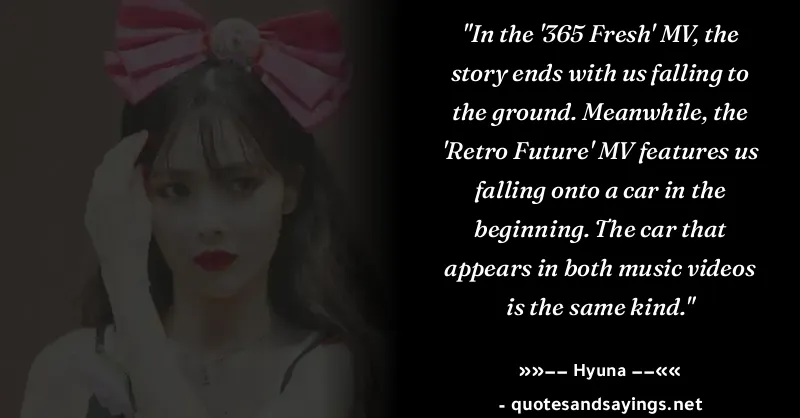 "In the '365 Fresh' MV, the
story ends with us falling to
the ground. Meanwhile, the
'Retro Future' MV features us
falling onto a car in the
beginning. The car that
appears in both music videos
is the same kind."
»»−− Hyuna −−««
- quotesandsayings.net